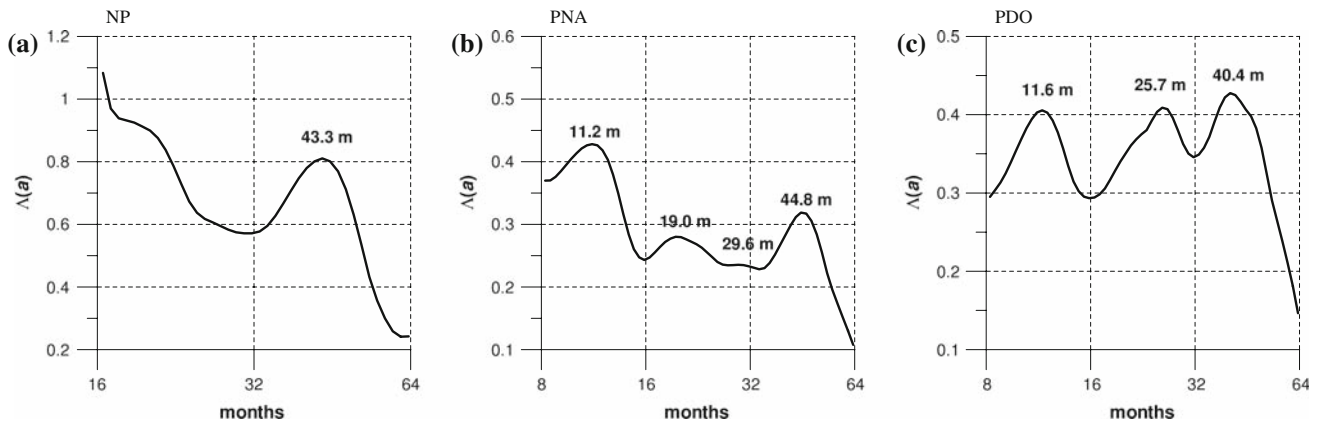 NP
(a)
1.2
1
0.8
0.6
0.4
0.2
Λ(a)
43.3 m
16
32
64
months
PNA
(b)
0.6
0.5
0.4
0.3
0.2
0.1
Λ(a)
11.2 m
19.0 m
29.6 m
44.8 m
8
16
32
64
months
PDO
(c)
0.5
0.4
0.3
0.2
0.1
Λ(a)
11.6 m
25.7 m
40.4 m
8
16
32
64
months